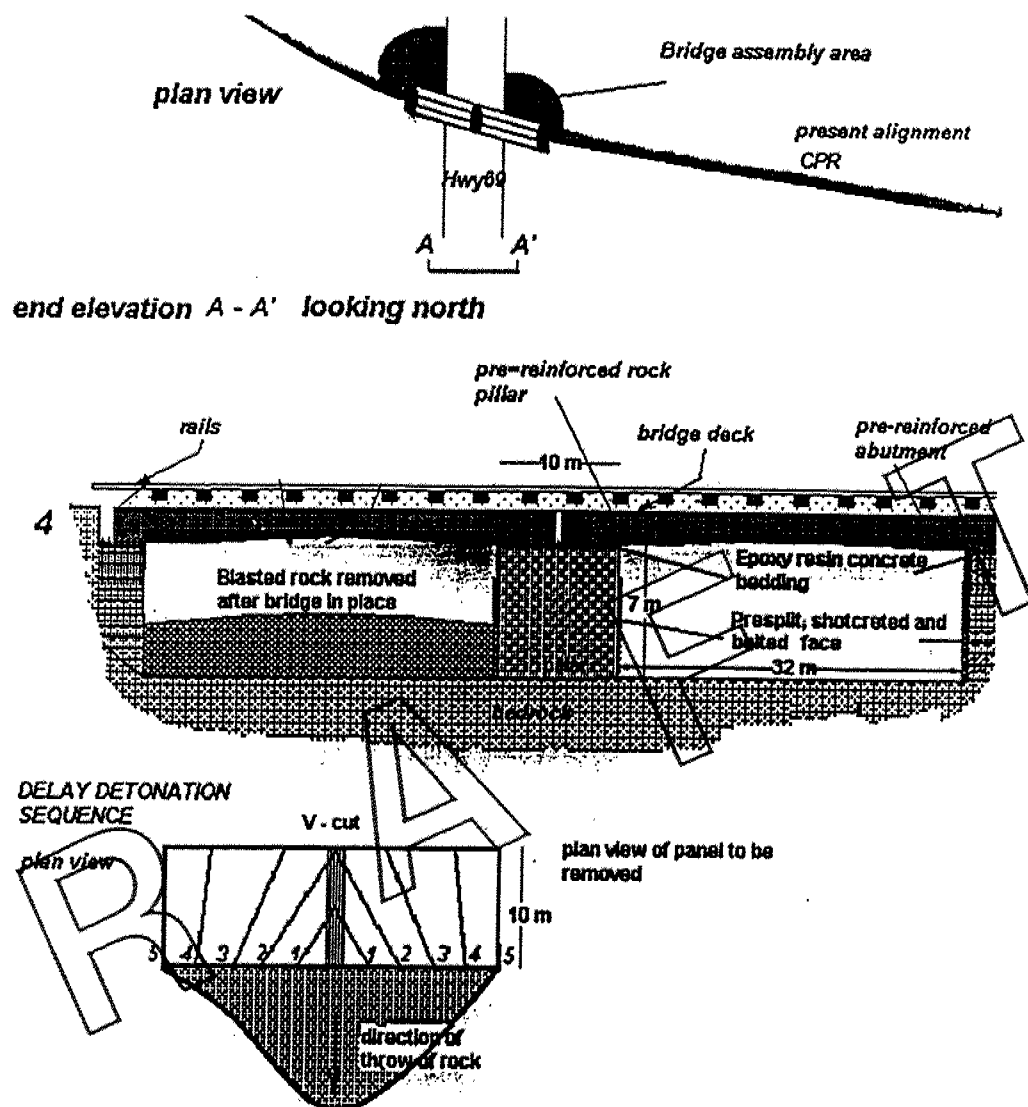 plan view
Bridge assembly area
present alignment
CPR
Hwy69
A A'
end elevation A - A' looking north
pre=reinforced rock
pillar
rails
bridge deck
pre-reinforced
abutment
10 m
4
Blasted rock removed
after bridge in place
Epoxy resin concrete
bedding
7 m
Presplit, shotcreted and
bolted face
32 m
bedrock
DELAY DETONATION
SEQUENCE
V - cut
plan view
plan view of panel to be
removed
10 m
5 4 3 2 1 1 2 3 4 5
direction of
throw of rock
D R A F T